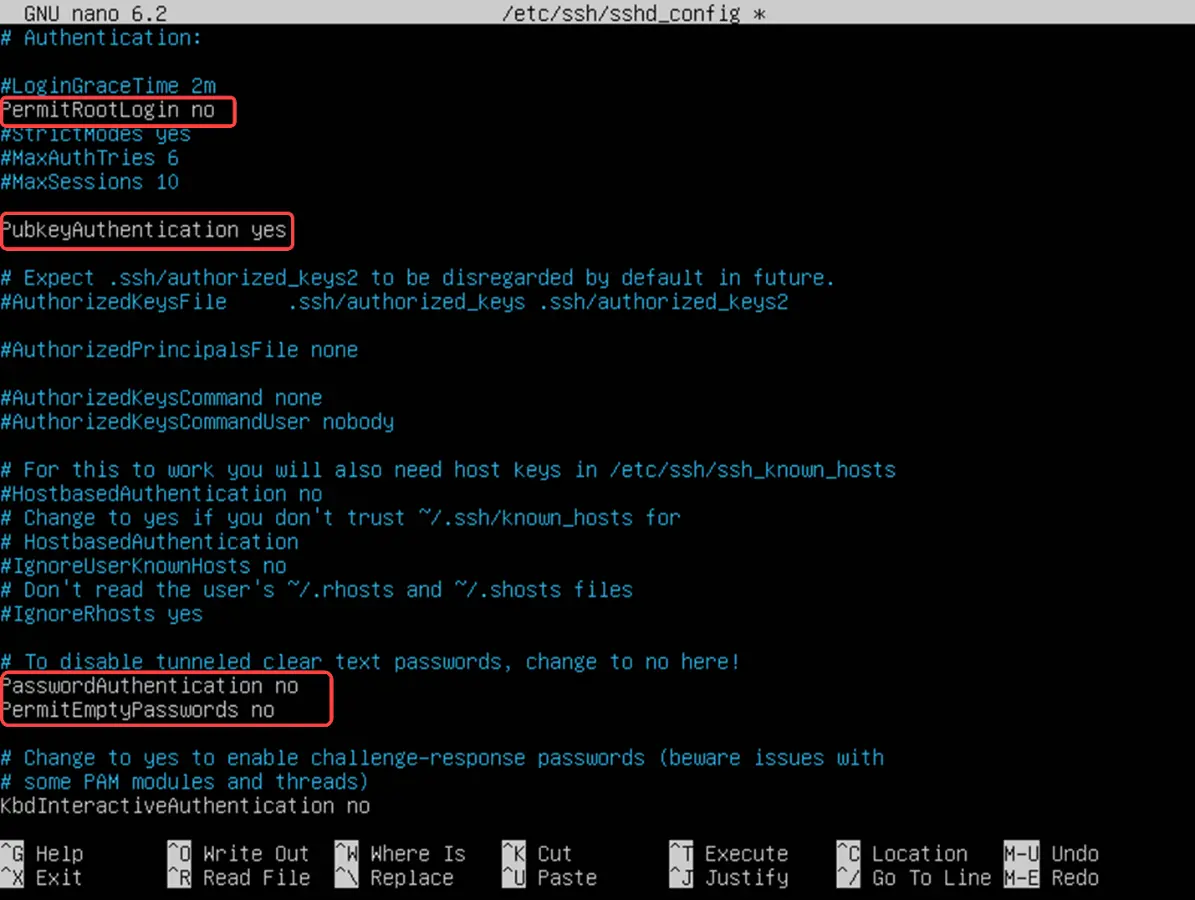 GNU nano 6.2 /etc/ssh/sshd_config *
# Authentication:
#LoginGraceTime 2m
PermitRootLogin no
#StrictModes yes
#MaxAuthTries 6
#MaxSessions 10
PubkeyAuthentication yes
# Expect .ssh/authorized_keys2 to be disregarded by default in future.
#AuthorizedKeysFile .ssh/authorized_keys .ssh/authorized_keys2
#AuthorizedPrincipalsFile none
#AuthorizedKeysCommand none
#AuthorizedKeysCommandUser nobody
# For this to work you will also need host keys in /etc/ssh/ssh_known_hosts
#HostbasedAuthentication no
# Change to yes if you don't trust ~/.ssh/known_hosts for
# HostbasedAuthentication
#IgnoreUserKnownHosts no
# Don't read the user's ~/.rhosts and ~/.shosts files
#IgnoreRhosts yes
# To disable tunneled clear text passwords, change to no here!
PasswordAuthentication no
PermitEmptyPasswords no
# Change to yes to enable challenge-response passwords (beware issues with
# some PAM modules and threads)
KbdInteractiveAuthentication no
^G Help ^O Write Out ^W Where Is ^K Cut ^T Execute ^C Location M-U Undo
^X Exit ^R Read File ^\ Replace ^U Paste ^J Justify ^/ Go To Line M-E Redo